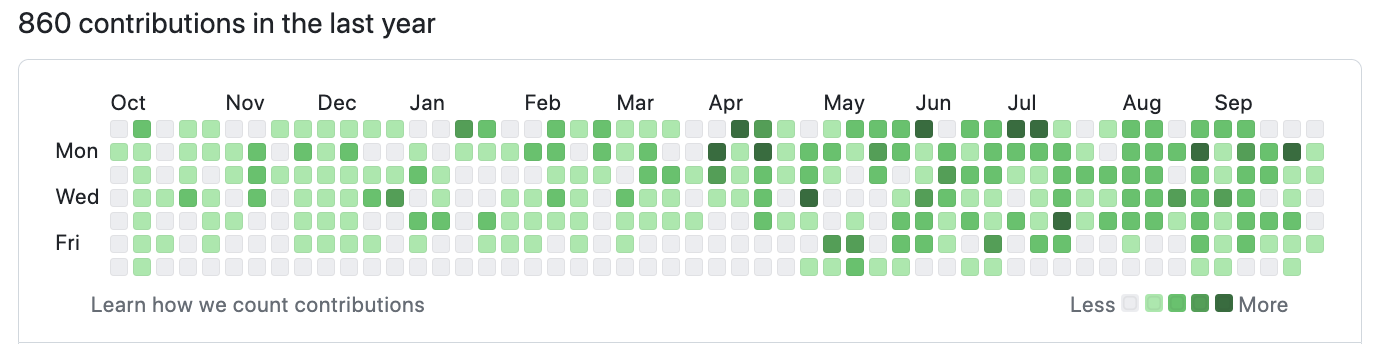 860 contributions in the last year
Oct Nov Dec Jan Feb Mar Apr May Jun Jul Aug Sep
Mon
Wed
Fri
Learn how we count contributions Less More